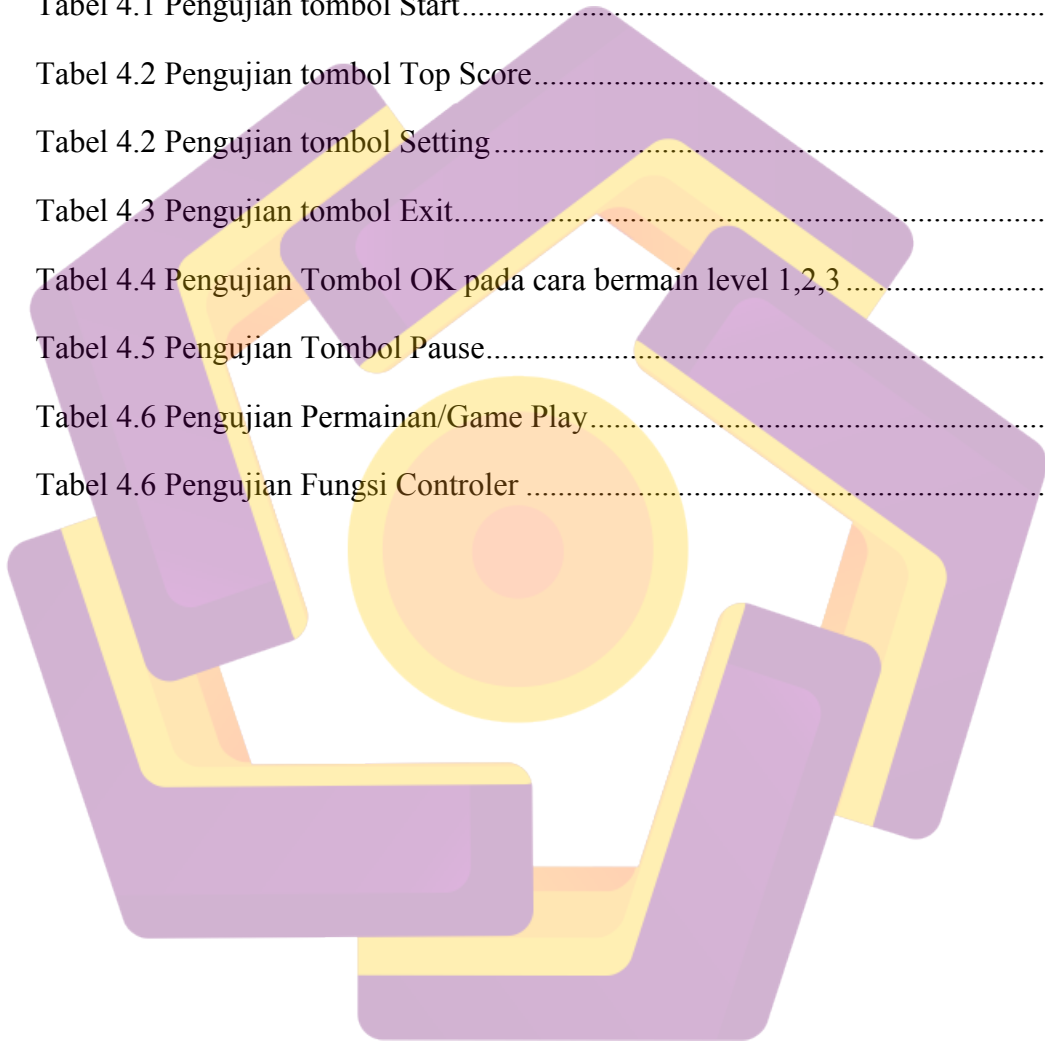 Tabel 4.1 Pengujian tombol Start..........................................................................
Tabel 4.2 Pengujian tombol Top Score.................................................................
Tabel 4.2 Pengujian tombol Setting......................................................................
Tabel 4.3 Pengujian tombol Exit...........................................................................
Tabel 4.4 Pengujian Tombol OK pada cara bermain level 1,2,3 .........................
Tabel 4.5 Pengujian Tombol Pause.......................................................................
Tabel 4.6 Pengujian Permainan/Game Play..........................................................
Tabel 4.6 Pengujian Fungsi Controler ..................................................................